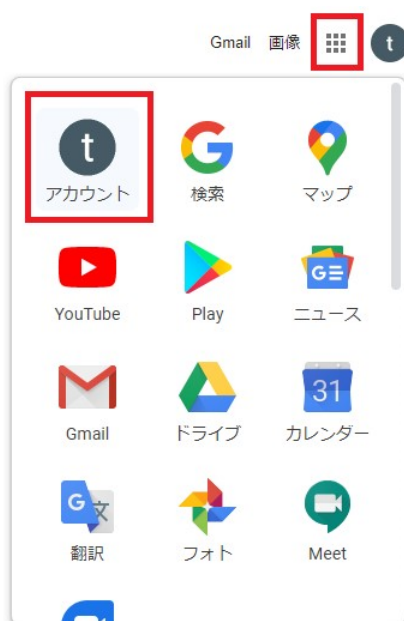 Gmail 画像 t
t
アカウント 検索 マップ
G≡
YouTube Play ニュース
31
Gmail ドライブ カレンダー
G 文
翻訳 フォト Meet